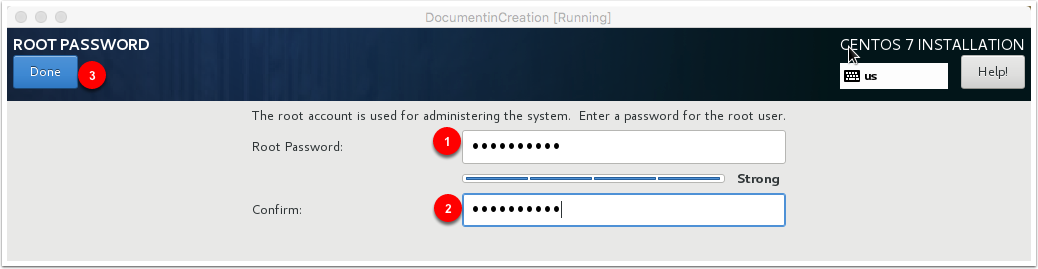 DocumentinCreation [Running]
ROOT PASSWORD
CENTOS 7 INSTALLATION
Done
3
us
Help!
The root account is used for administering the system. Enter a password for the root user.
Root Password:
1
••••••••••
Strong
Confirm:
2
••••••••••